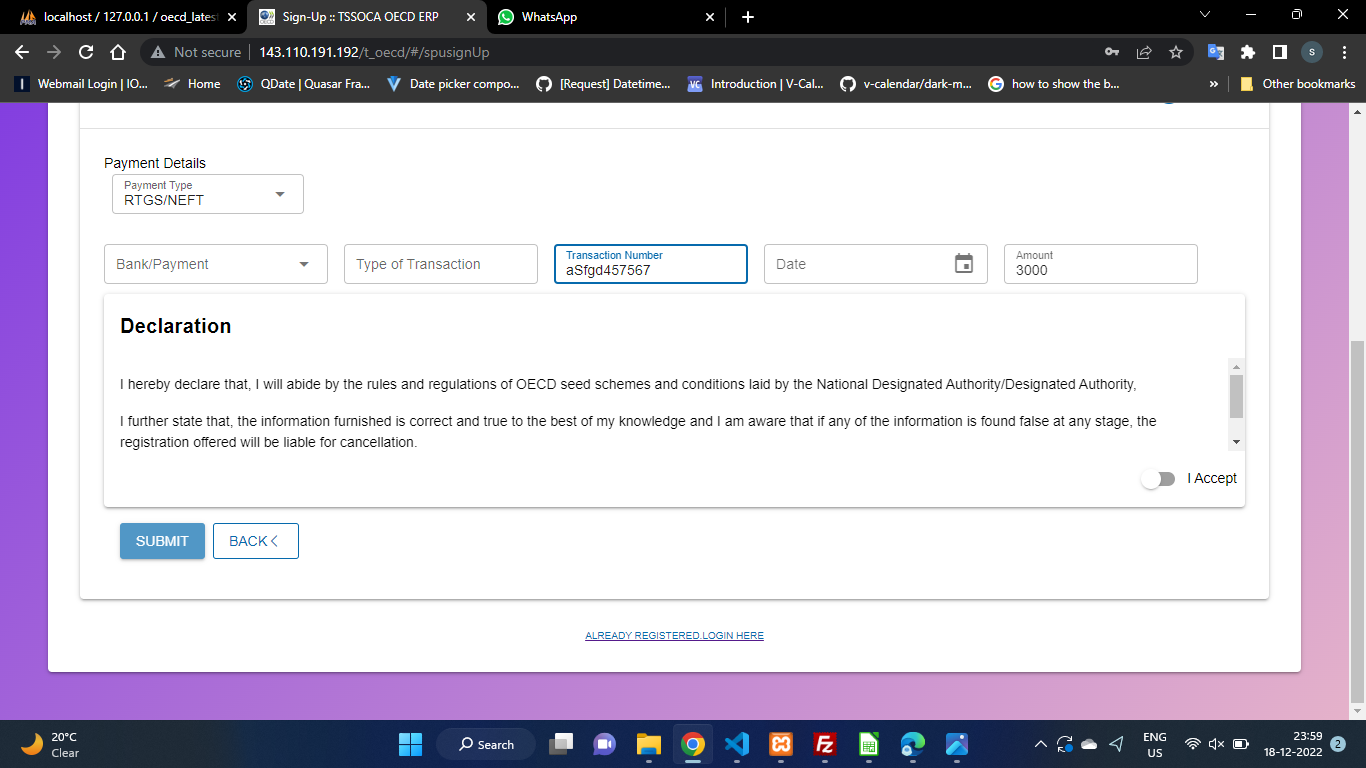 localhost / 127.0.0.1 / oecd_latest
Sign-Up :: TSSOCA OECD ERP
WhatsApp
Not secure
143.110.191.192/t_oecd/#/spusignUp
S
Webmail Login | IO...
Home
QDate | Quasar Fra...
Date picker compo...
[Request] Datetime...
Introduction | V-Cal...
v-calendar/dark-m...
how to show the b...
»
Other bookmarks
Payment Details
Payment Type
RTGS/NEFT
Bank/Payment
Type of Transaction
Transaction Number
aSfgd457567
Date
Amount
3000
Declaration
I hereby declare that, I will abide by the rules and regulations of OECD seed schemes and conditions laid by the National Designated Authority/Designated Authority,
I further state that, the information furnished is correct and true to the best of my knowledge and I am aware that if any of the information is found false at any stage, the
registration offered will be liable for cancellation.
I Accept
SUBMIT
BACK
ALREADY REGISTERED.LOGIN HERE
20°C
Clear
Search
ENG
US
23:59
18-12-2022
2